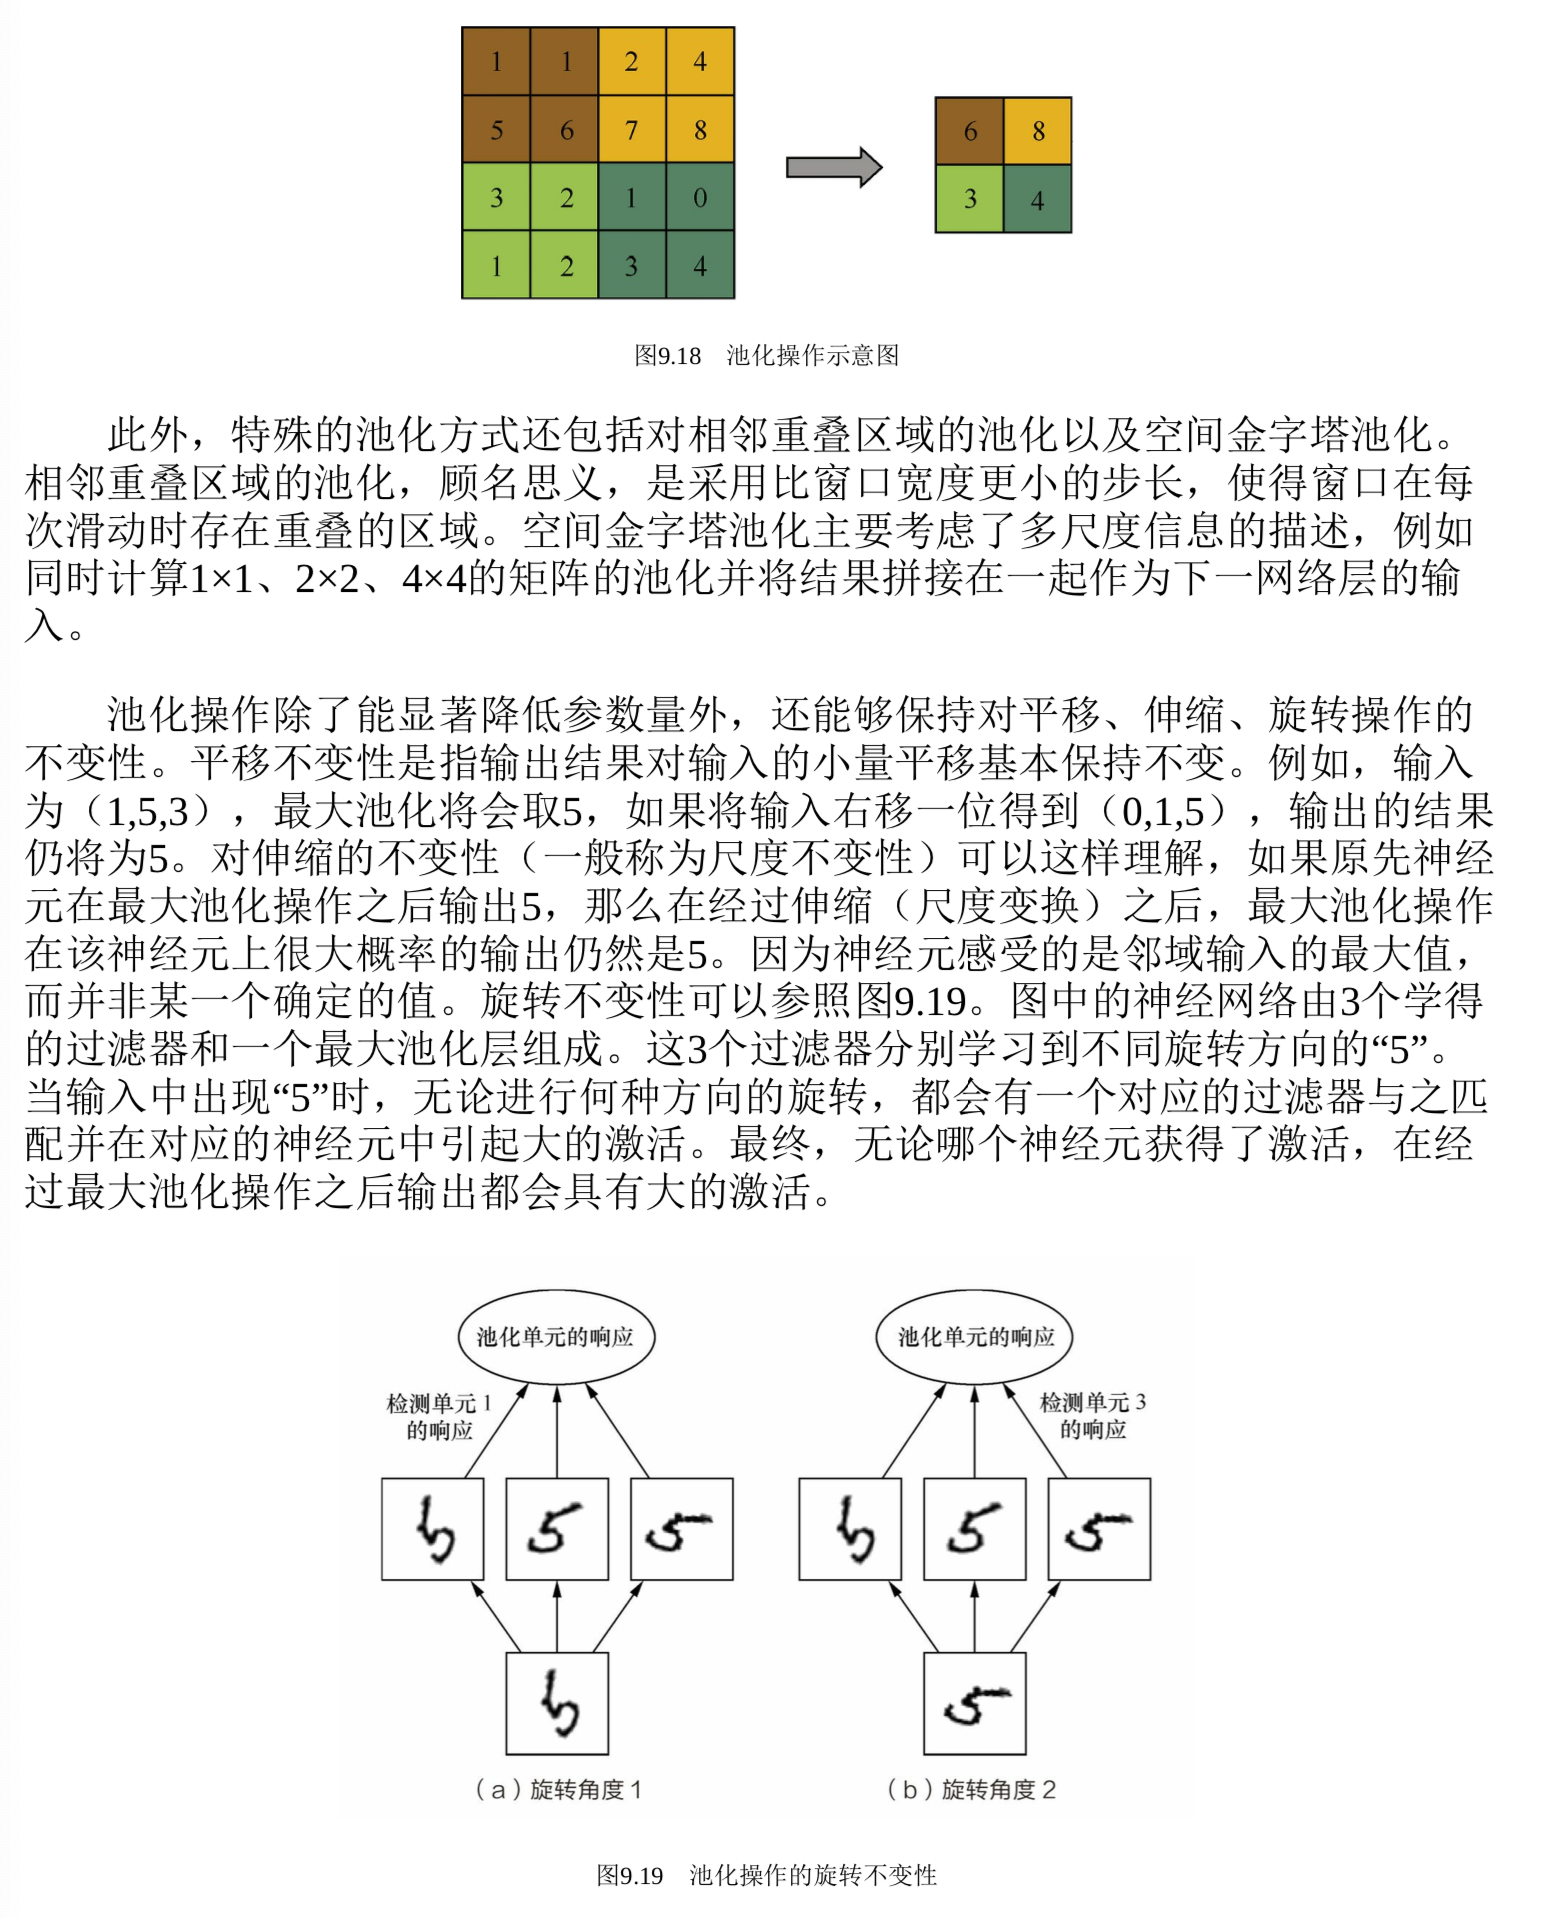 1 1 2 4
5 6 7 8
3 2 1 0
1 2 3 4
6 8
3 4
图9.18 池化操作示意图
此外，特殊的池化方式还包括对相邻重叠区域的池化以及空间金字塔池化。
相邻重叠区域的池化，顾名思义，是采用比窗口宽度更小的步长，使得窗口在每
次滑动时存在重叠的区域。空间金字塔池化主要考虑了多尺度信息的描述，例如
同时计算1×1、2×2、4×4的矩阵的池化并将结果拼接在一起作为下一网络层的输
入。
池化操作除了能显著降低参数量外，还能够保持对平移、伸缩、旋转操作的
不变性。平移不变性是指输出结果对输入的小量平移基本保持不变。例如，输入
为（1,5,3），最大池化将会取5，如果将输入右移一位得到（0,1,5），输出的结果
仍将为5。对伸缩的不变性（一般称为尺度不变性）可以这样理解，如果原先神经
元在最大池化操作之后输出5，那么在经过伸缩（尺度变换）之后，最大池化操作
在该神经元上很大概率的输出仍然是5。因为神经元感受的是邻域输入的最大值，
而并非某一个确定的值。旋转不变性可以参照图9.19。图中的神经网络由3个学得
的过滤器和一个最大池化层组成。这3个过滤器分别学习到不同旋转方向的“5”。
当输入中出现“5”时，无论进行何种方向的旋转，都会有一个对应的过滤器与之匹
配并在对应的神经元中引起大的激活。最终，无论哪个神经元获得了激活，在经
过最大池化操作之后输出都会具有大的激活。
池化单元的响应
检测单元 1
的响应
5 5 5
5
（a）旋转角度 1
池化单元的响应
检测单元 3
的响应
5 5 5
5
（b）旋转角度 2
图9.19 池化操作的旋转不变性